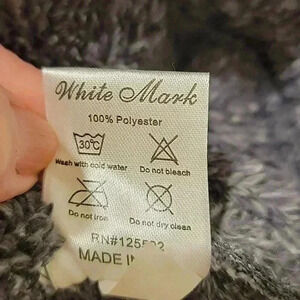 White Mark
100% Polyester
30°C
Wash with cold water Do not bleach
Do not iron Do not dry clean
MADE IN